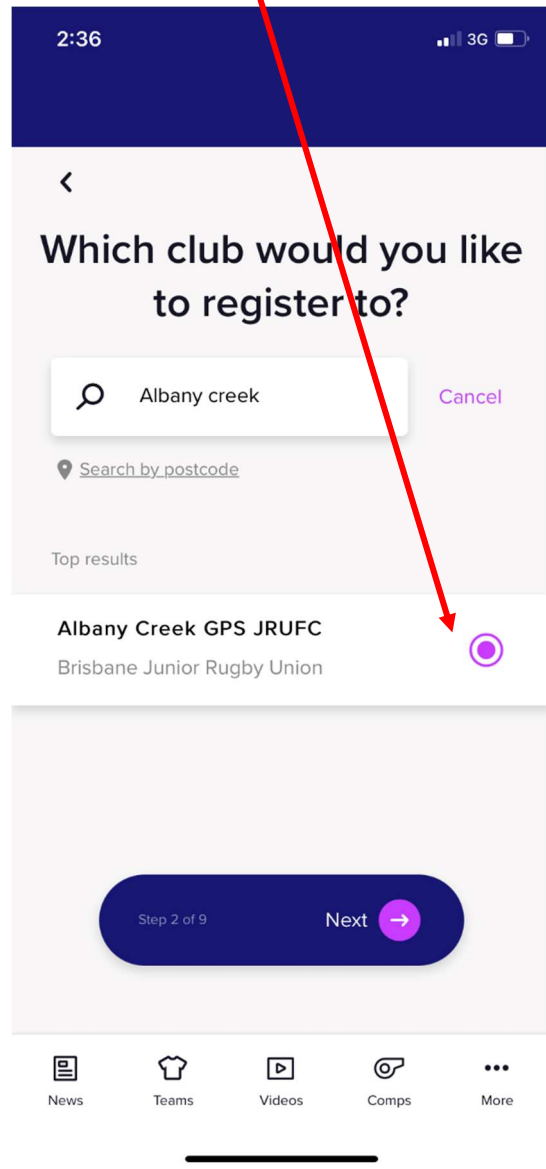 2:36
3G
Which club would you like
to register to?
Albany creek
Cancel
Search by postcode
Top results
Albany Creek GPS JRUFC
Brisbane Junior Rugby Union
Step 2 of 9
Next
News
Teams
Videos
Comps
More